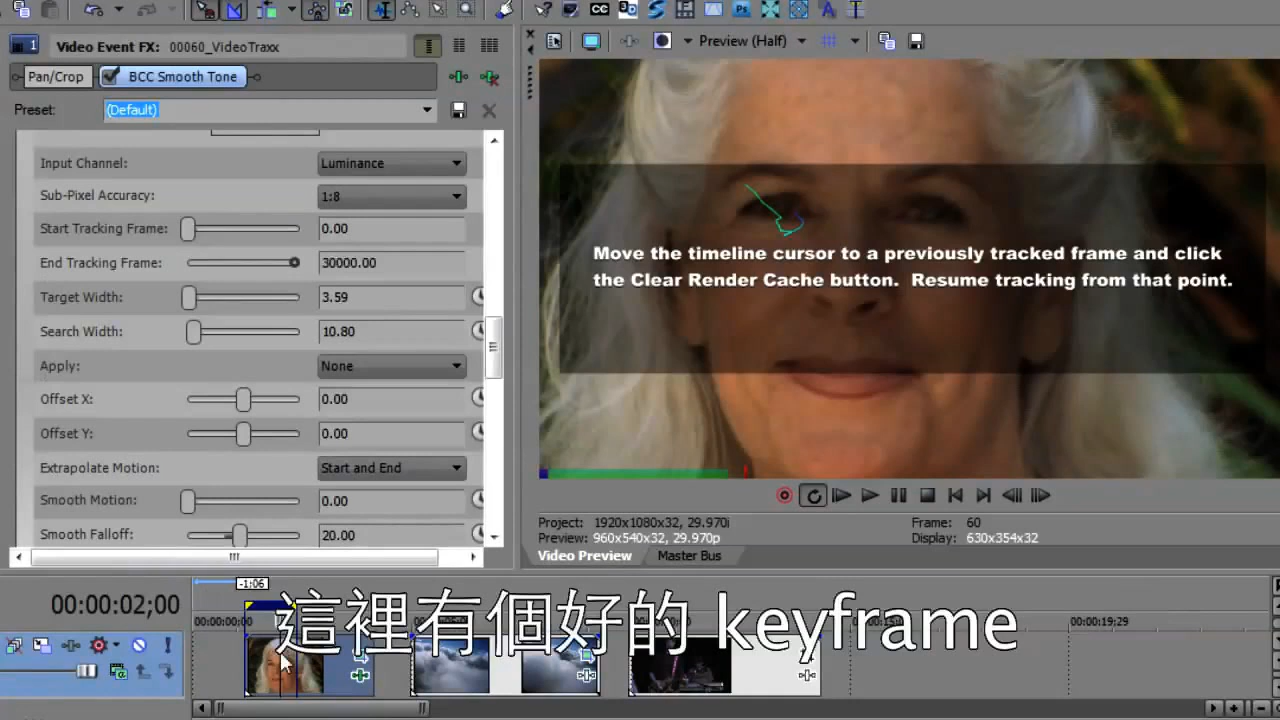 CC
3D
Ps
A
T
1
Video Event FX: 00060_VideoTraxx
Preview (Half)
Pan/Crop
BCC Smooth Tone
Preset:
(Default)
Input Channel:
Luminance
Sub-Pixel Accuracy:
1:8
Start Tracking Frame:
0.00
End Tracking Frame:
30000.00
Target Width:
3.59
Search Width:
10.80
Apply:
None
Offset X:
0.00
Offset Y:
0.00
Extrapolate Motion:
Start and End
Smooth Motion:
0.00
Smooth Falloff:
20.00
Move the timeline cursor to a previously tracked frame and click
the Clear Render Cache button. Resume tracking from that point.
Project: 1920x1080x32, 29.970i
Frame: 60
Preview: 960x540x32, 29.970p
Display: 630x354x32
Video Preview
Master Bus
-1:06
00:00:02;00
00:00:00;00
00:00:19;29
這裡有個好的 keyframe